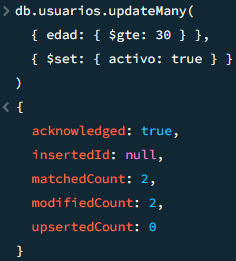 > db.usuarios.updateMany(
    { edad: { $gte: 30 } },
    { $set: { activo: true } }
  )
< {
    acknowledged: true,
    insertedId: null,
    matchedCount: 2,
    modifiedCount: 2,
    upsertedCount: 0
  }